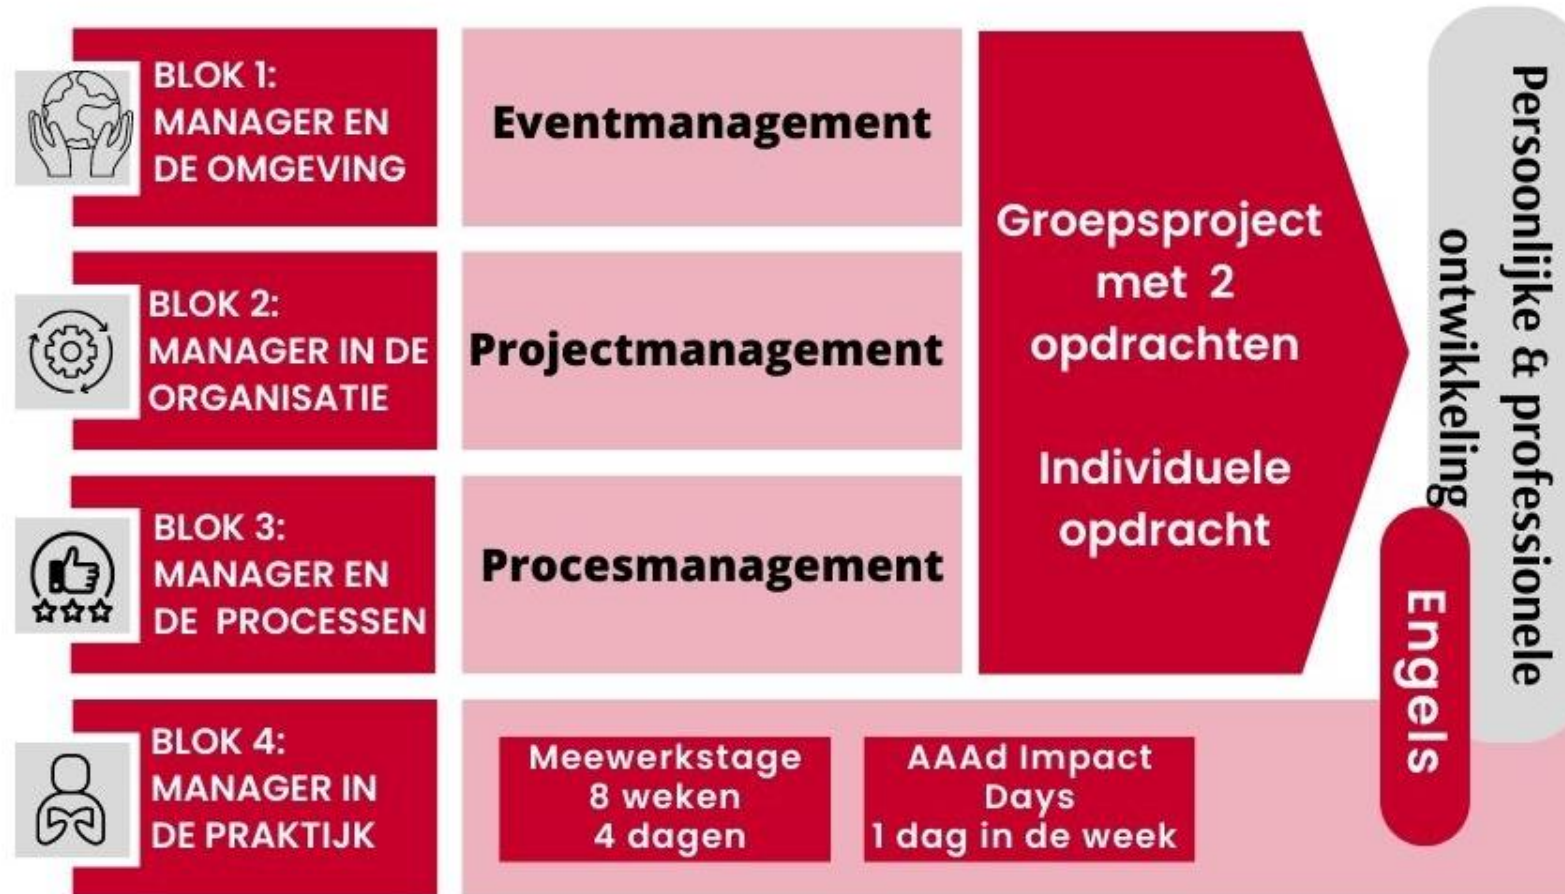 BLOK 1:
MANAGER EN
DE OMGEVING
Eventmanagement
BLOK 2:
MANAGER IN DE
ORGANISATIE
Projectmanagement
BLOK 3:
MANAGER EN
DE PROCESSEN
Procesmanagement
Groepsproject
met 2
opdrachten
Individuele
opdracht
BLOK 4:
MANAGER IN
DE PRAKTIJK
Meewerkstage
8 weken
4 dagen
AAAd Impact
Days
1 dag in de week
Persoonlijke & professionele
ontwikkeling
Engels